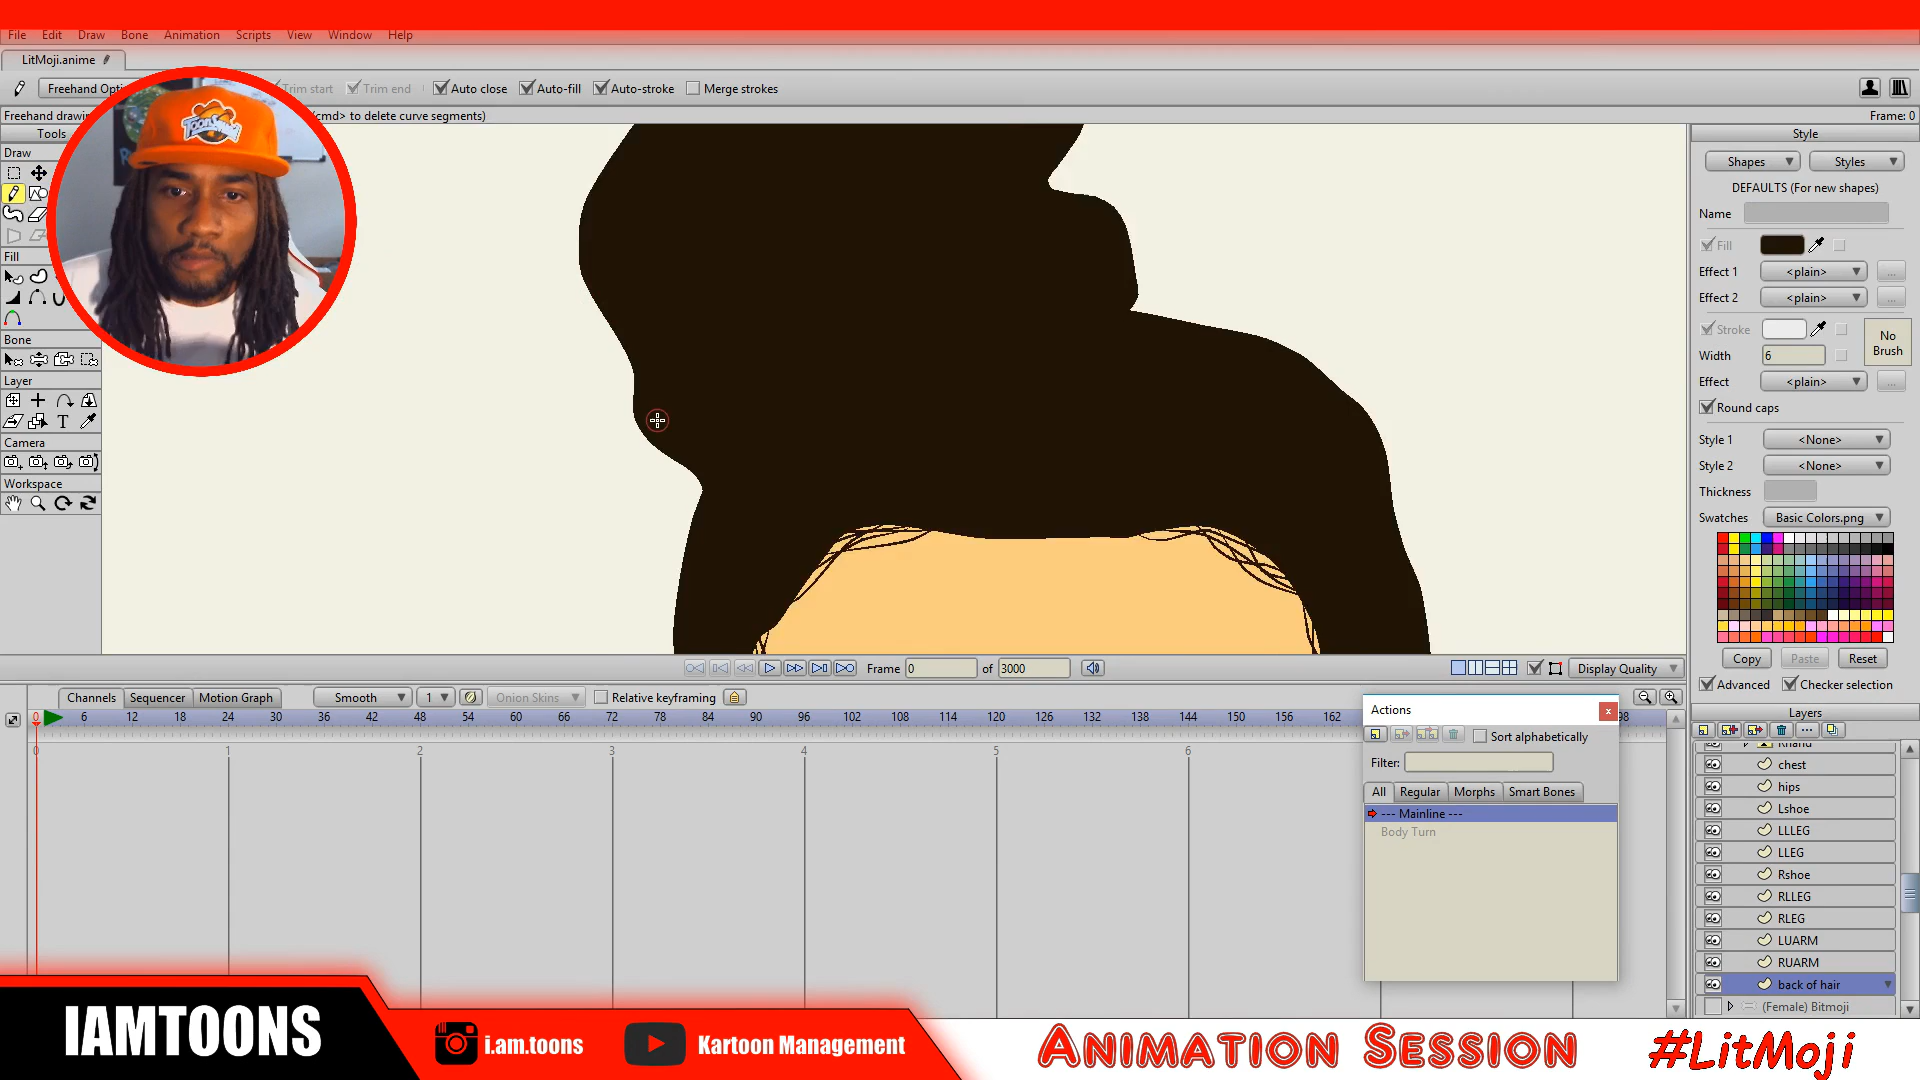 File Edit Draw Bone Animation Scripts View Window Help
LitMoji.anime
Trim start Trim end Auto close Auto-fill Auto-stroke Merge strokes
/cmd> to delete curve segments) Frame: 0
Tools Style
Draw
Shapes Styles
DEFAULTS (For new shapes)
Name
Fill
Effect 1 <plain> ...
Effect 2 <plain> ...
Stroke
Width 6 No Brush
Effect <plain> ...
Round caps
Style 1 <None>
Style 2 <None>
Thickness
Swatches Basic Colors.png
Copy Paste Reset
Advanced Checker selection
Fill
Bone
Layer
T
Camera
Workspace
ToonSquad
Frame 0 of 3000 Display Quality
Channels Sequencer Motion Graph Smooth 1 Onion Skins Relative keyframing
0 6 12 18 24 30 36 42 48 54 60 66 72 78 84 90 96 102 108 114 120 126 132 138 144 150 156 162 98
0 1 2 3 4 5 6
Actions x
Sort alphabetically
Filter:
All Regular Morphs Smart Bones
--- Mainline ---
Body Turn
Layers
Rhand
chest
hips
Lshoe
LLLEG
LLEG
Rshoe
RLLEG
RLEG
LUARM
RUARM
back of hair
(Female) Bitmoji
IAMTOONS
i.am.toons
Kartoon Management
Animation Session
#LitMoji